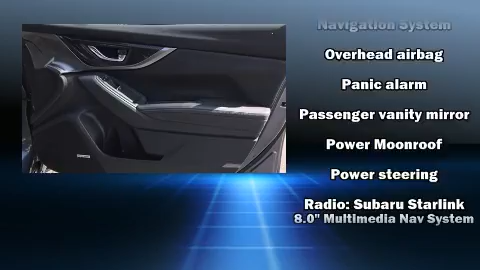 Navigation System
Overhead airbag
Panic alarm
Passenger vanity mirror
Power Moonroof
Power steering
Radio: Subaru Starlink
8.0" Multimedia Nav System